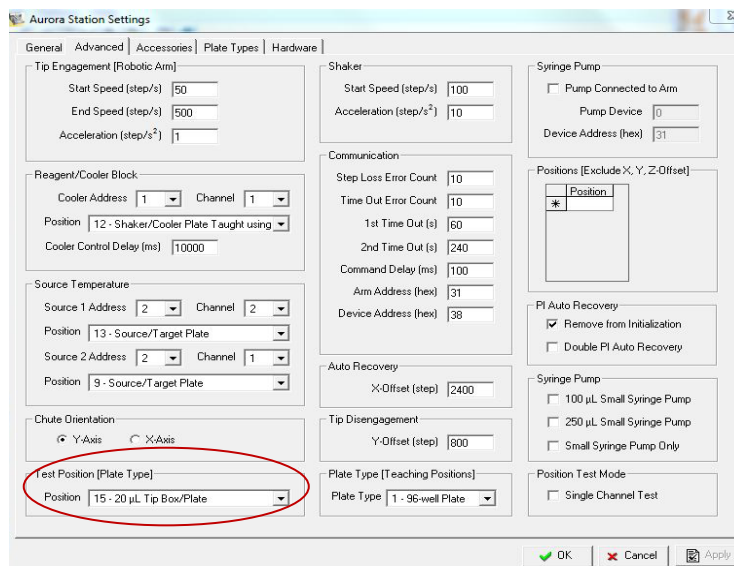 Aurora Station Settings
General Advanced Accessories Plate Types Hardware
Tip Engagement [Robotic Arm]
Start Speed (step/s) 50
End Speed (step/s) 500
Acceleration (step/s²) 1
Reagent/Cooler Block
Cooler Address 1 Channel 1
Position 12 - Shaker/Cooler Plate Taught using
Cooler Control Delay (ms) 10000
Source Temperature
Source 1 Address 2 Channel 2
Position 13 - Source/Target Plate
Source 2 Address 2 Channel 1
Position 9 - Source/Target Plate
Chute Orientation
Y-Axis X-Axis
Test Position [Plate Type]
Position 15 - 20 µL Tip Box/Plate
Shaker
Start Speed (step/s) 100
Acceleration (step/s²) 10
Communication
Step Loss Error Count 10
Time Out Error Count 10
1st Time Out (s) 60
2nd Time Out (s) 240
Command Delay (ms) 100
Arm Address (hex) 31
Device Address (hex) 38
Auto Recovery
X-Offset (step) 2400
Tip Disengagement
Y-Offset (step) 800
Plate Type [Teaching Positions]
Plate Type 1 - 96-well Plate
Syringe Pump
Pump Connected to Arm
Pump Device 0
Device Address (hex) 31
Positions [Exclude X, Y, Z-Offset]
Position
*
PI Auto Recovery
Remove from Initialization
Double PI Auto Recovery
Syringe Pump
100 µL Small Syringe Pump
250 µL Small Syringe Pump
Small Syringe Pump Only
Position Test Mode
Single Channel Test
OK Cancel Apply